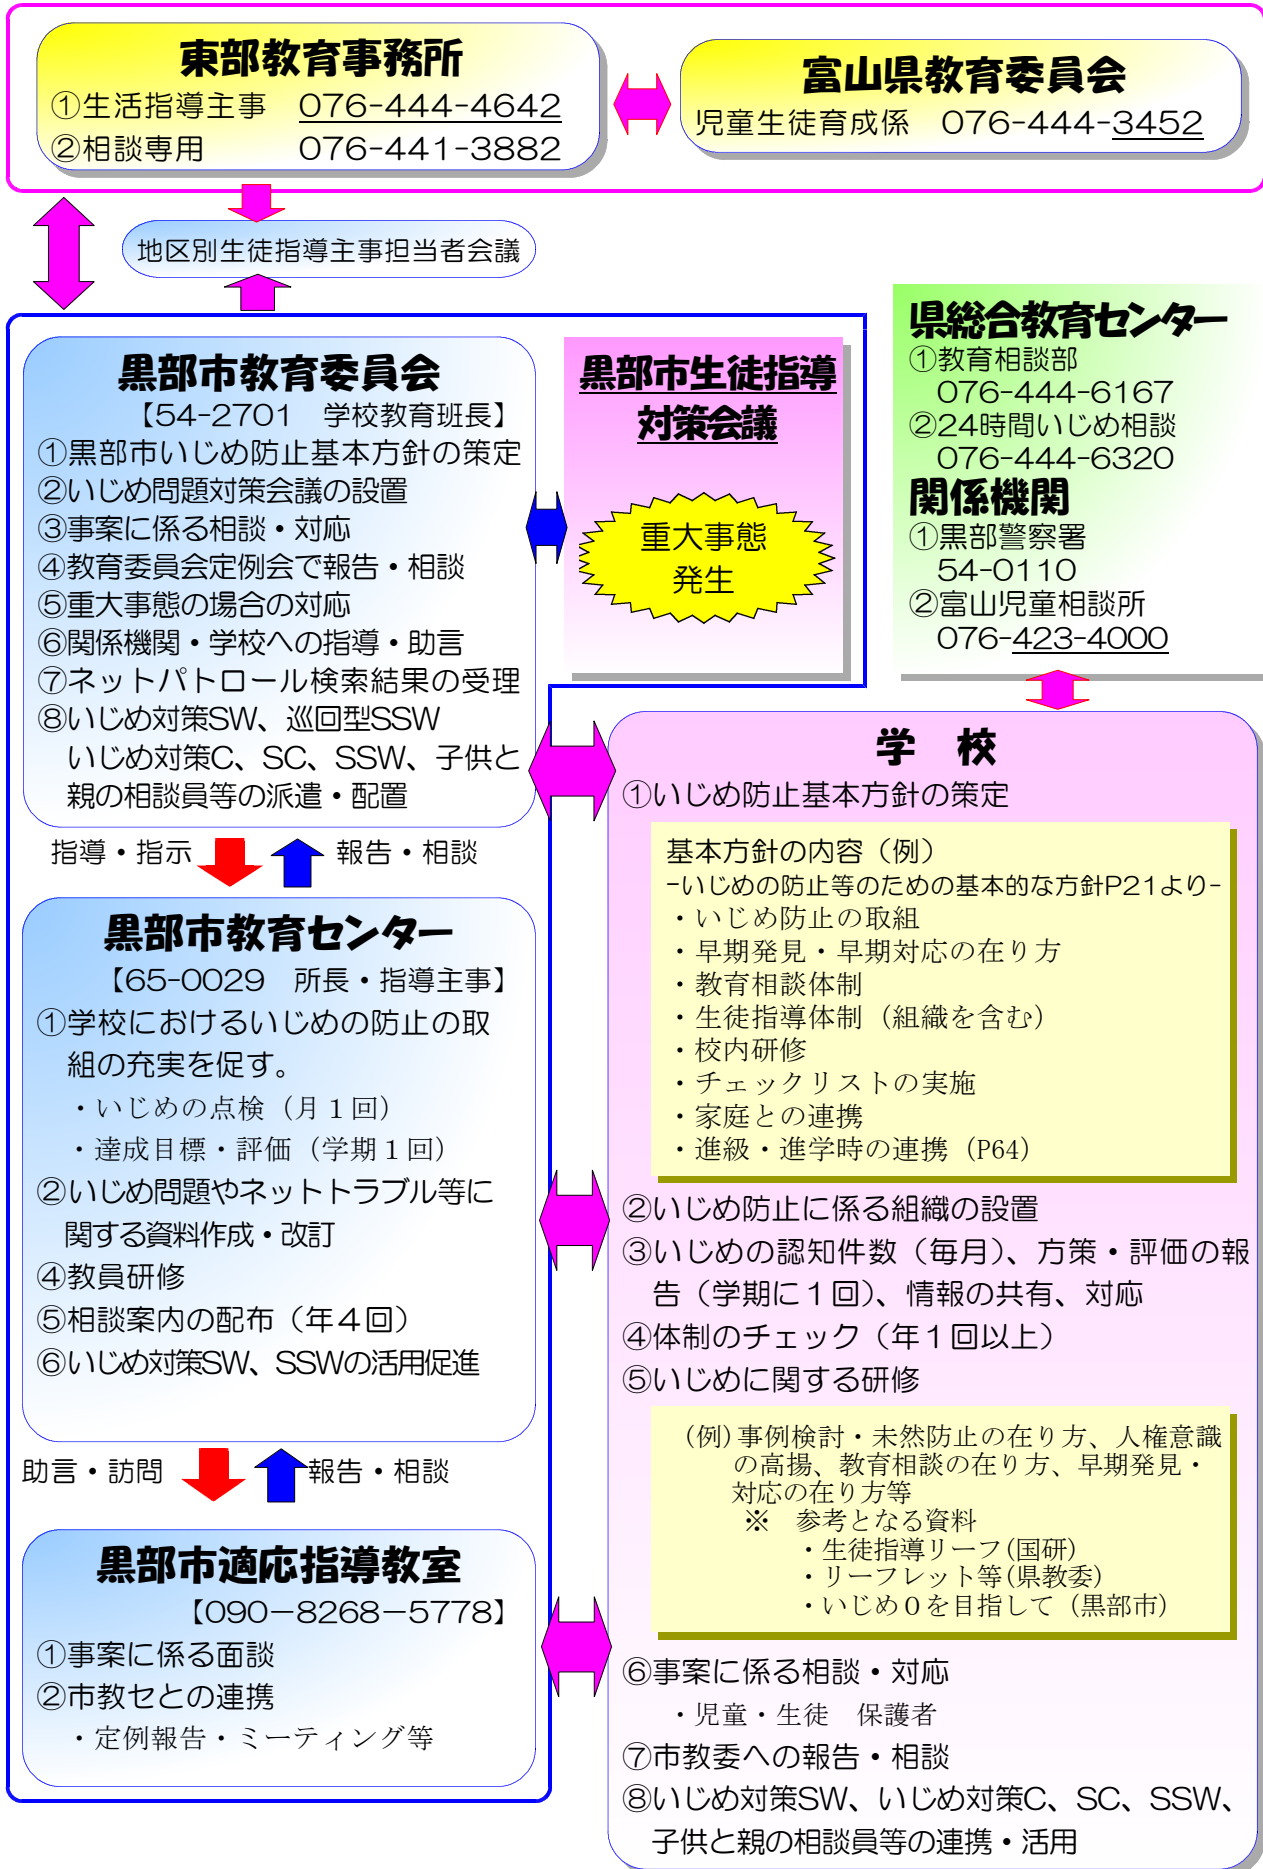 東部教育事務所
①生活指導主事　076-444-4642
②相談専用　076-441-3882
富山県教育委員会
児童生徒育成係　076-444-3452
地区別生徒指導主事担当者会議
黒部市教育委員会
【54-2701　学校教育班長】
①黒部市いじめ防止基本方針の策定
②いじめ問題対策会議の設置
③事案に係る相談・対応
④教育委員会定例会で報告・相談
⑤重大事態の場合の対応
⑥関係機関・学校への指導・助言
⑦ネットパトロール検索結果の受理
⑧いじめ対策SW、巡回型SSW
いじめ対策C、SC、SSW、子供と
親の相談員等の派遣・配置
黒部市生徒指導
対策会議
重大事態
発生
県総合教育センター
①教育相談部
076-444-6167
②24時間いじめ相談
076-444-6320
関係機関
①黒部警察署
54-0110
②富山児童相談所
076-423-4000
指導・指示
報告・相談
黒部市教育センター
【65-0029　所長・指導主事】
①学校におけるいじめの防止の取
組の充実を促す。
・いじめの点検（月１回）
・達成目標・評価（学期１回）
②いじめ問題やネットトラブル等に
関する資料作成・改訂
④教員研修
⑤相談案内の配布（年４回）
⑥いじめ対策SW、SSWの活用促進
助言・訪問
報告・相談
黒部市適応指導教室
【090－8268－5778】
①事案に係る面談
②市教セとの連携
・定例報告・ミーティング等
学　校
①いじめ防止基本方針の策定
基本方針の内容（例）
-いじめの防止等のための基本的な方針P21より-
・いじめ防止の取組
・早期発見・早期対応の在り方
・教育相談体制
・生徒指導体制（組織を含む）
・校内研修
・チェックリストの実施
・家庭との連携
・進級・進学時の連携（P64）
②いじめ防止に係る組織の設置
③いじめの認知件数（毎月）、方策・評価の報
告（学期に１回）、情報の共有、対応
④体制のチェック（年１回以上）
⑤いじめに関する研修
（例）事例検討・未然防止の在り方、人権意識
の高揚、教育相談の在り方、早期発見・
対応の在り方等
※　参考となる資料
・生徒指導リーフ（国研）
・リーフレット等（県教委）
・いじめ０を目指して（黒部市）
⑥事案に係る相談・対応
・児童・生徒　保護者
⑦市教委への報告・相談
⑧いじめ対策SW、いじめ対策C、SC、SSW、
子供と親の相談員等の連携・活用